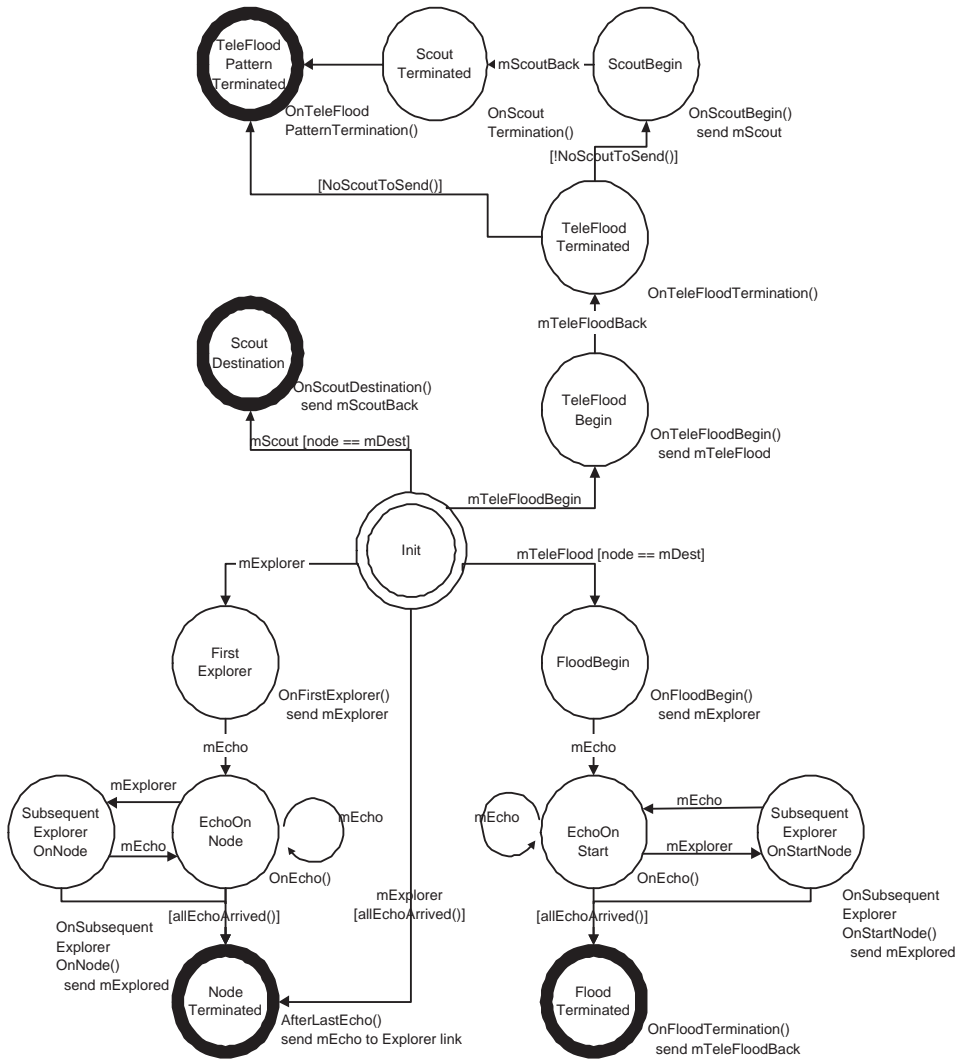 TeleFlood
Pattern
Terminated
OnTeleFlood
PatternTermination()
Scout
Terminated
OnScout
Termination()
mScoutBack
ScoutBegin
OnScoutBegin()
send mScout
[!NoScoutToSend()]
[NoScoutToSend()]
TeleFlood
Terminated
OnTeleFloodTermination()
mTeleFloodBack
Scout
Destination
OnScoutDestination()
send mScoutBack
TeleFlood
Begin
OnTeleFloodBegin()
send mTeleFlood
mScout [node == mDest]
mTeleFloodBegin
Init
mExplorer
mTeleFlood [node == mDest]
First
Explorer
OnFirstExplorer()
send mExplorer
FloodBegin
OnFloodBegin()
send mExplorer
mEcho
mEcho
mExplorer
Subsequent
Explorer
OnNode
mEcho
EchoOn
Node
mEcho
OnEcho()
mEcho
EchoOn
Start
OnEcho()
mEcho
mExplorer
Subsequent
Explorer
OnStartNode
mExplorer
[allEchoArrived()]
[allEchoArrived()]
[allEchoArrived()]
OnSubsequent
Explorer
OnNode()
send mExplored
OnSubsequent
Explorer
OnStartNode()
send mExplored
Node
Terminated
AfterLastEcho()
send mEcho to Explorer link
Flood
Terminated
OnFloodTermination()
send mTeleFloodBack